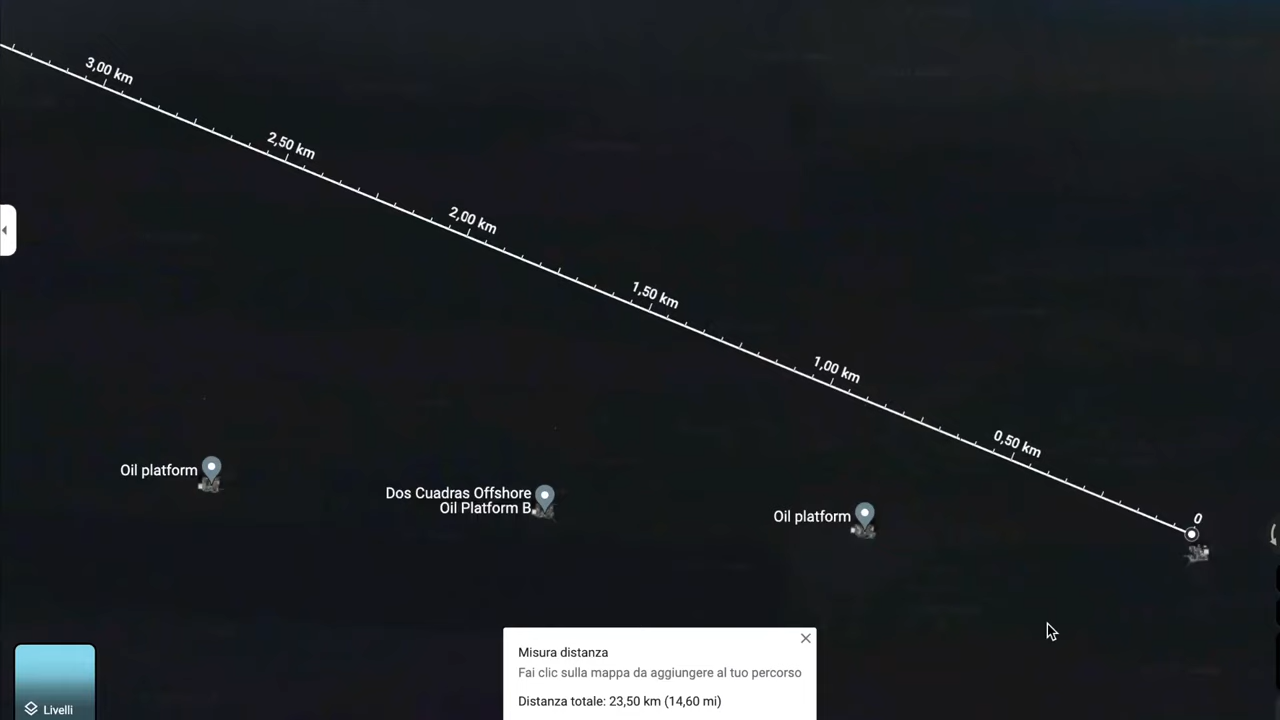 3,00 km
2,50 km
2,00 km
1,50 km
1,00 km
0,50 km
0
Oil platform
Dos Cuadras Offshore
Oil Platform B
Oil platform
Misura distanza
Fai clic sulla mappa da aggiungere al tuo percorso
Distanza totale: 23,50 km (14,60 mi)
Livelli